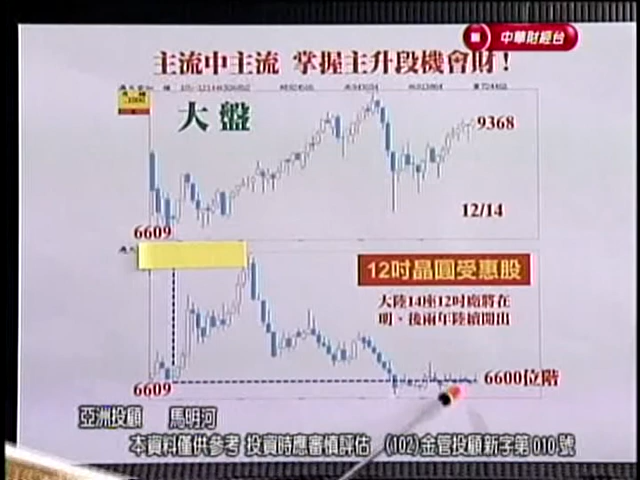 中華財經台
主流中主流 掌握主升段機會財!
大盤
9368
12/14
6609
12吋晶圓受惠股
大陸14座12吋廠將在
明、後兩年陸續開出
6609
6600位階
亞洲投顧 馬明河
本資料僅供參考 投資時應審慎評估 (102)金管投顧新字第010號